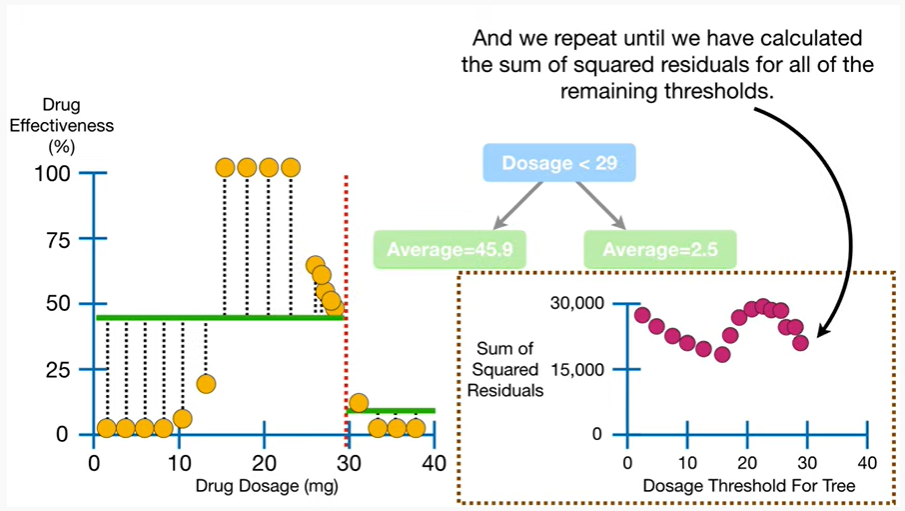 And we repeat until we have calculated
the sum of squared residuals for all of the
remaining thresholds.
Drug
Effectiveness
(%)
100
75
50
25
0
0
10
20
30
40
Drug Dosage (mg)
Dosage < 29
Average=45.9
Average=2.5
Sum of
Squared
Residuals
30,000
15,000
0
0
10
20
30
40
Dosage Threshold For Tree